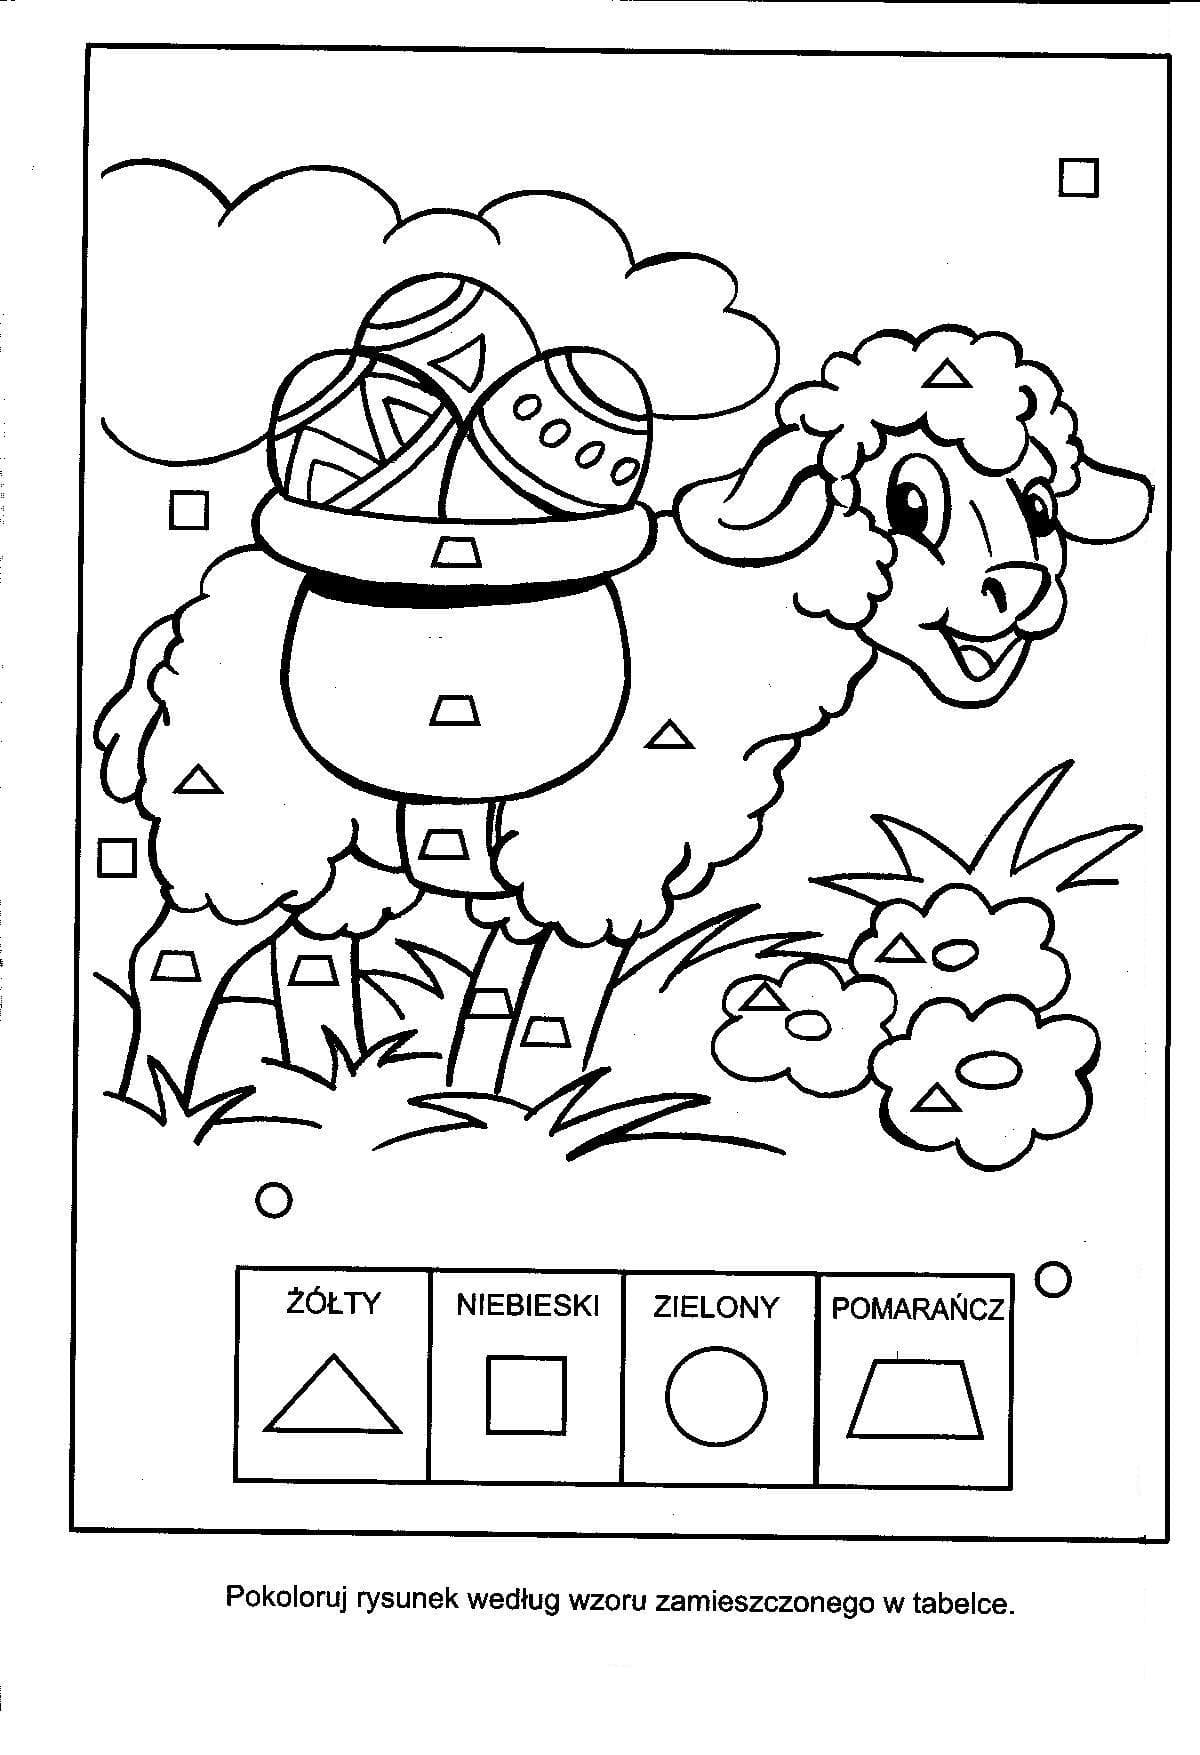 ŻÓŁTY
NIEBIESKI
ZIELONY
POMARAŃCZ
Pokoloruj rysunek według wzoru zamieszczonego w tabelce.